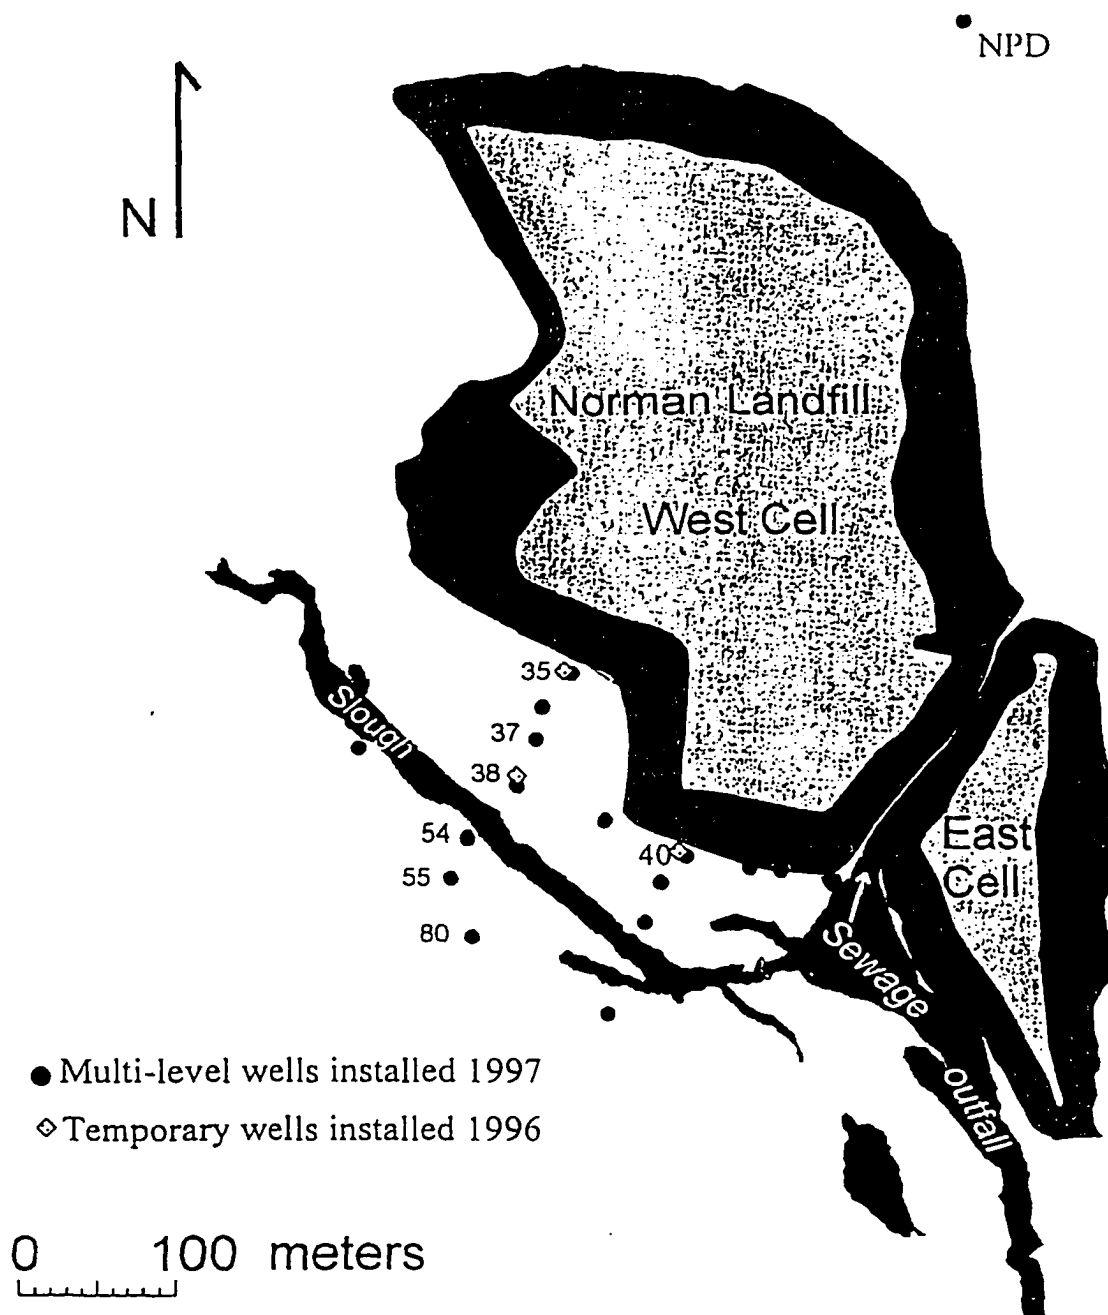 NPD
N
Norman Landfill
West Cell
35
37
Slough
38
54
40
East
Cell
55
80
Sewage
outfall
Multi-level wells installed 1997
Temporary wells installed 1996
0 100 meters